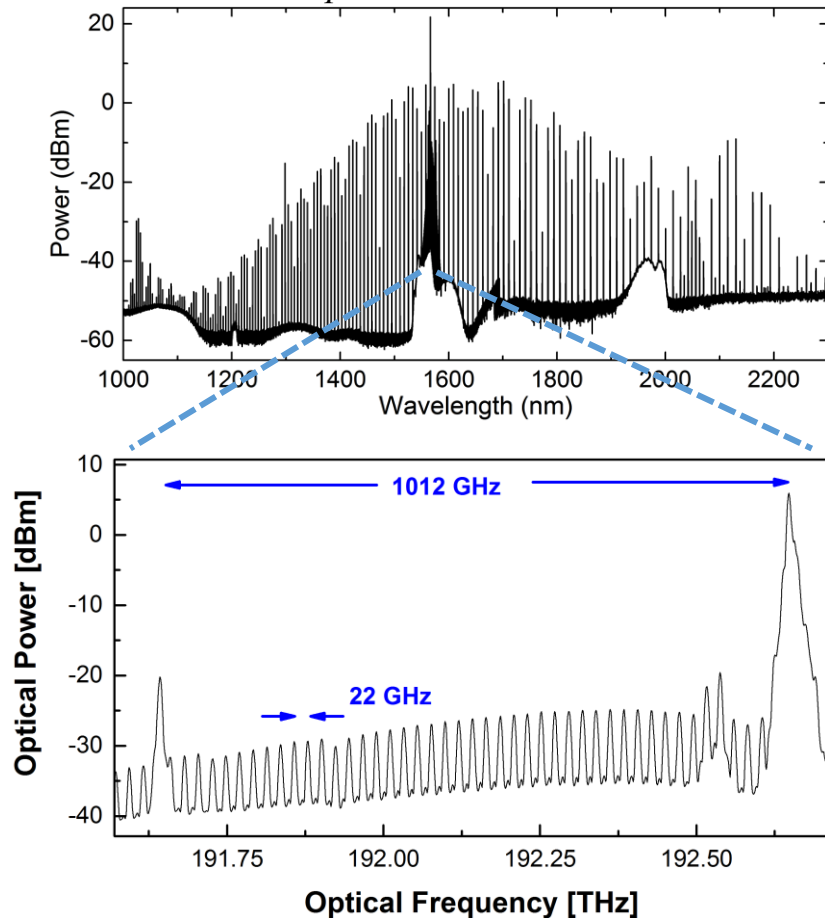 20
0
-20
-40
-60
Power (dBm)
1000 1200 1400 1600 1800 2000 2200
Wavelength (nm)
10
0
-10
-20
-30
-40
Optical Power [dBm]
1012 GHz
22 GHz
191.75 192.00 192.25 192.50
Optical Frequency [THz]